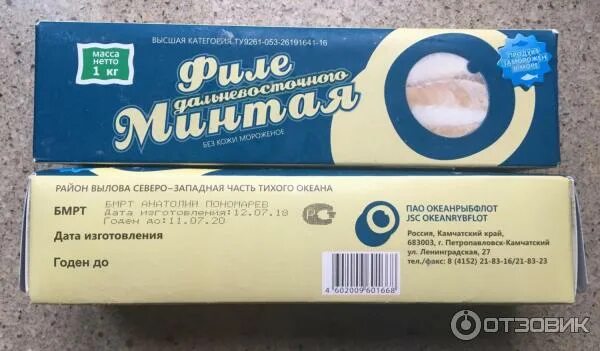 масса
нетто
1 кг
ВЫСШАЯ КАТЕГОРИЯ ТУ9261-053-26191641-16
Филе
дальневосточного
Минтая
БЕЗ КОЖИ МОРОЖЕНОЕ
ПРОДУКТ
ЗАМОРОЖЕН
В МОРЕ
РАЙОН ВЫЛОВА СЕВЕРО-ЗАПАДНАЯ ЧАСТЬ ТИХОГО ОКЕАНА
БМРТ
БМРТ АНАТОЛИЙ ПОНОМАРЕВ
Дата изготовления:12.07.18
Годен до:11.07.20
Дата изготовления
Годен до
ПАО ОКЕАНРЫБФЛОТ
JSC OKEANRYBFLOT
Россия, Камчатский край,
683003, г. Петропавловск-Камчатский
ул. Ленинградская, 27
тел./факс: 8 (4152) 21-83-16/21-83-23
4 602009 601668
ОТЗОВИК